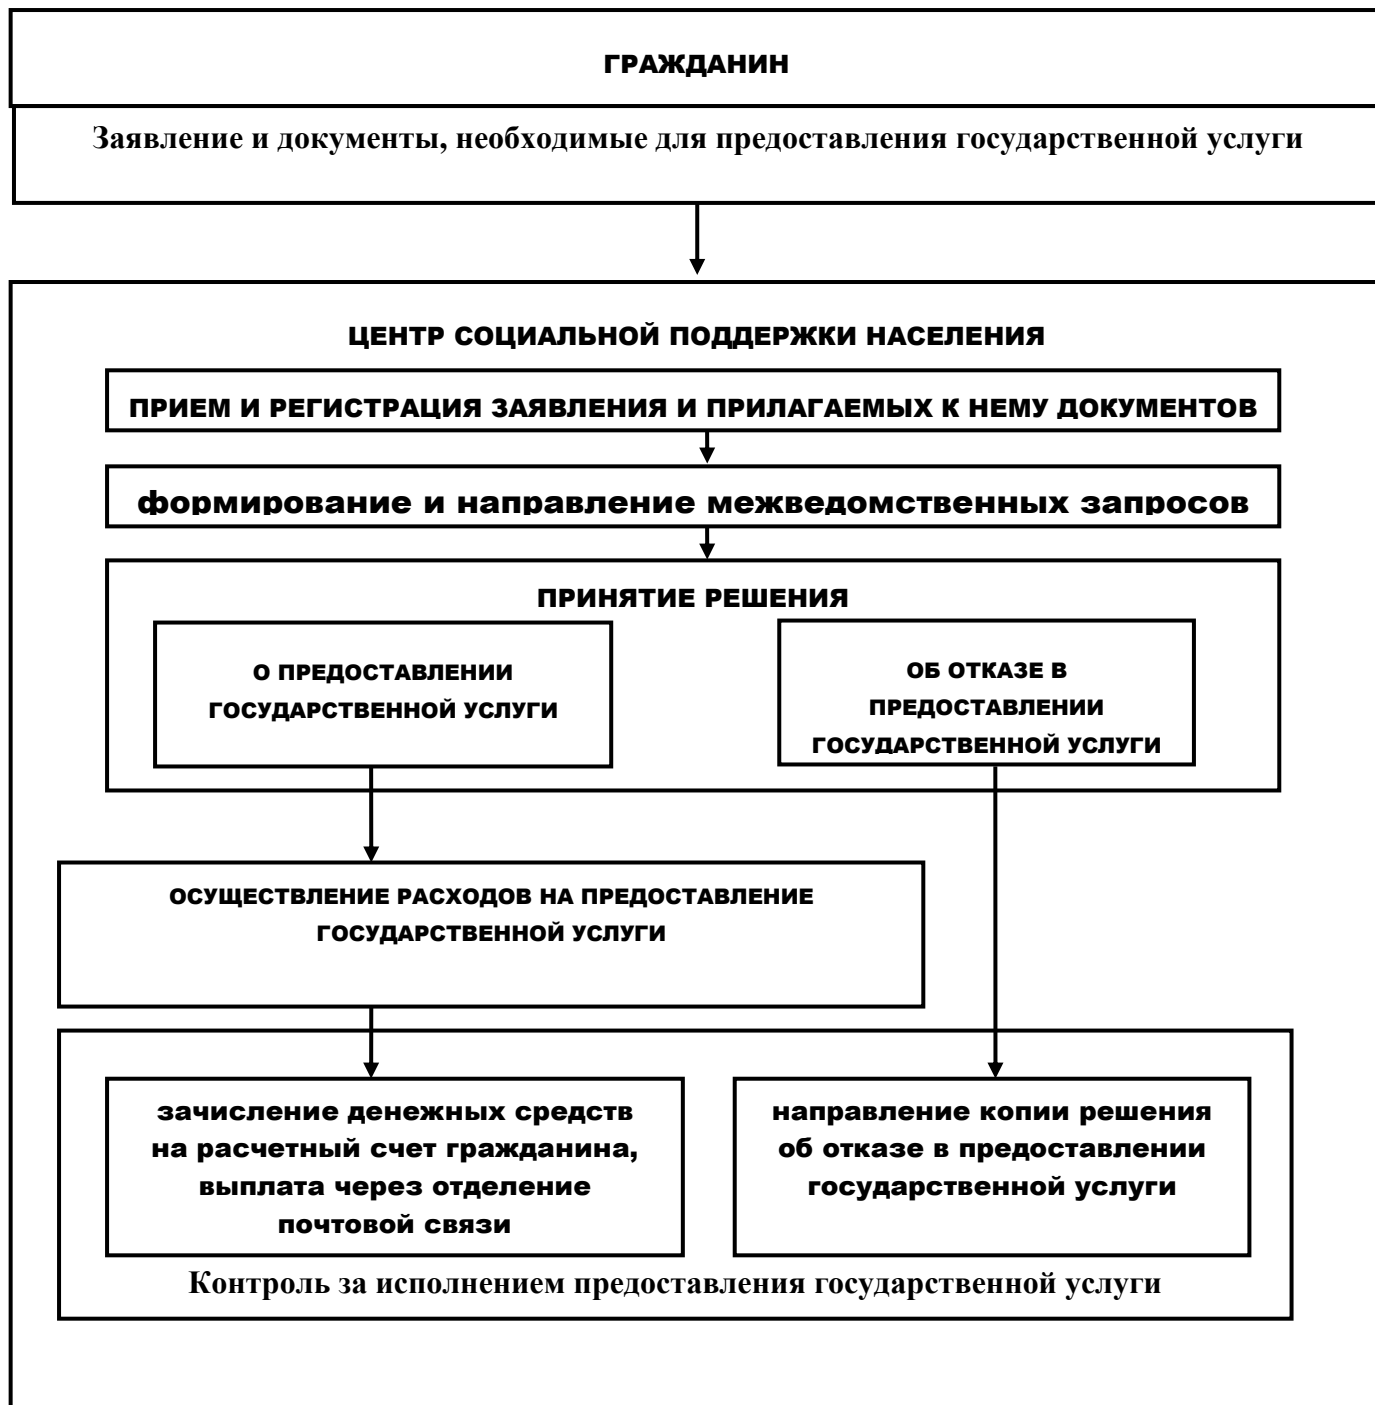 ГРАЖДАНИН
Заявление и документы, необходимые для предоставления государственной услуги
ЦЕНТР СОЦИАЛЬНОЙ ПОДДЕРЖКИ НАСЕЛЕНИЯ
ПРИЕМ И РЕГИСТРАЦИЯ ЗАЯВЛЕНИЯ И ПРИЛАГАЕМЫХ К НЕМУ ДОКУМЕНТОВ
формирование и направление межведомственных запросов
ПРИНЯТИЕ РЕШЕНИЯ
О ПРЕДОСТАВЛЕНИИ
ГОСУДАРСТВЕННОЙ УСЛУГИ
ОБ ОТКАЗЕ В
ПРЕДОСТАВЛЕНИИ
ГОСУДАРСТВЕННОЙ УСЛУГИ
ОСУЩЕСТВЛЕНИЕ РАСХОДОВ НА ПРЕДОСТАВЛЕНИЕ
ГОСУДАРСТВЕННОЙ УСЛУГИ
зачисление денежных средств
на расчетный счет гражданина,
выплата через отделение
почтовой связи
направление копии решения
об отказе в предоставлении
государственной услуги
Контроль за исполнением предоставления государственной услуги